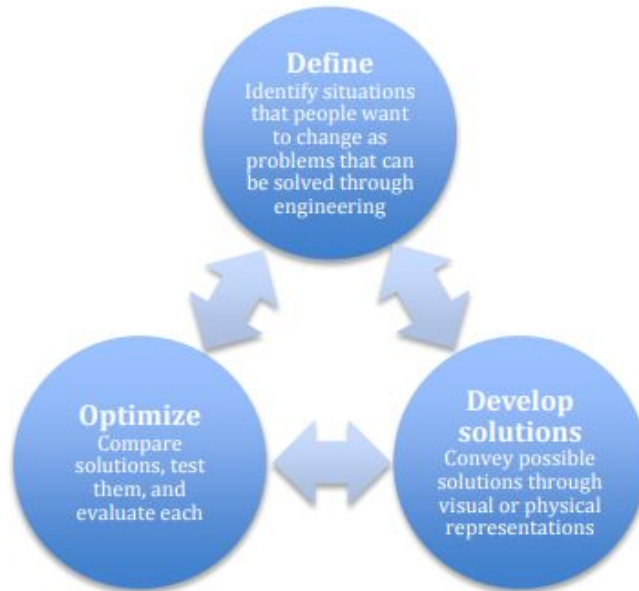 Define
Identify situations
that people want
to change as
problems that can
be solved through
engineering
Optimize
Compare
solutions, test
them, and
evaluate each
Develop
solutions
Convey possible
solutions through
visual or physical
representations